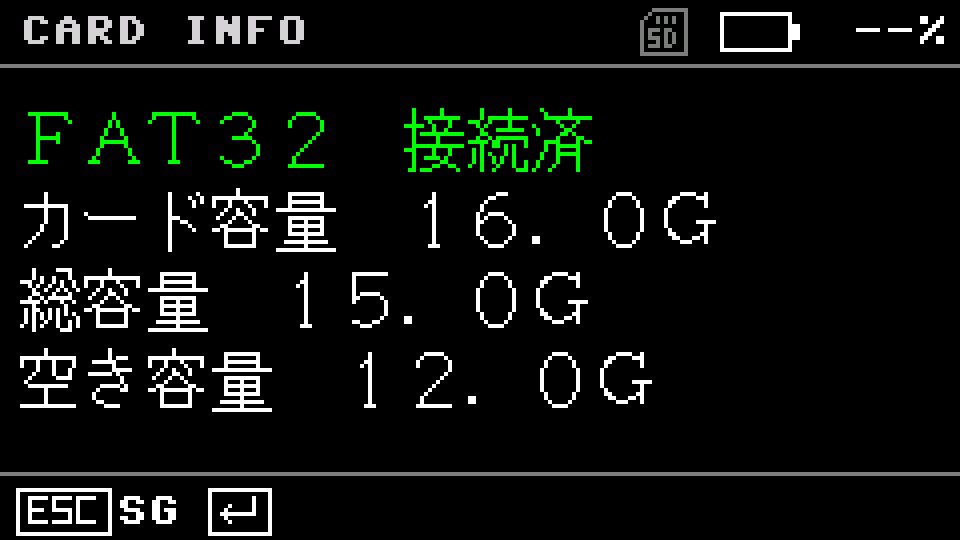 CARD INFO SD --%
FAT32 接続済
カード容量 16.0G
総容量 15.0G
空き容量 12.0G
ESC SG ↵